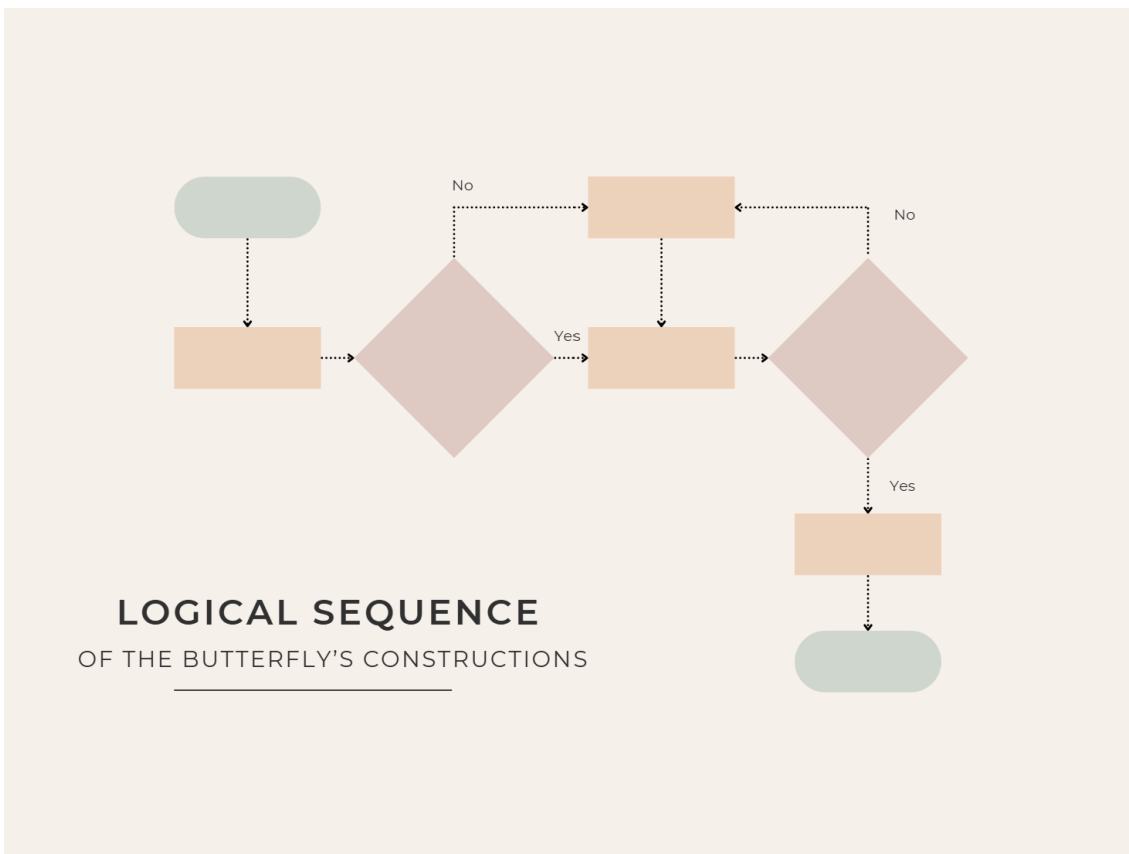 No
No
Yes
Yes
LOGICAL SEQUENCE
OF THE BUTTERFLY’S CONSTRUCTIONS